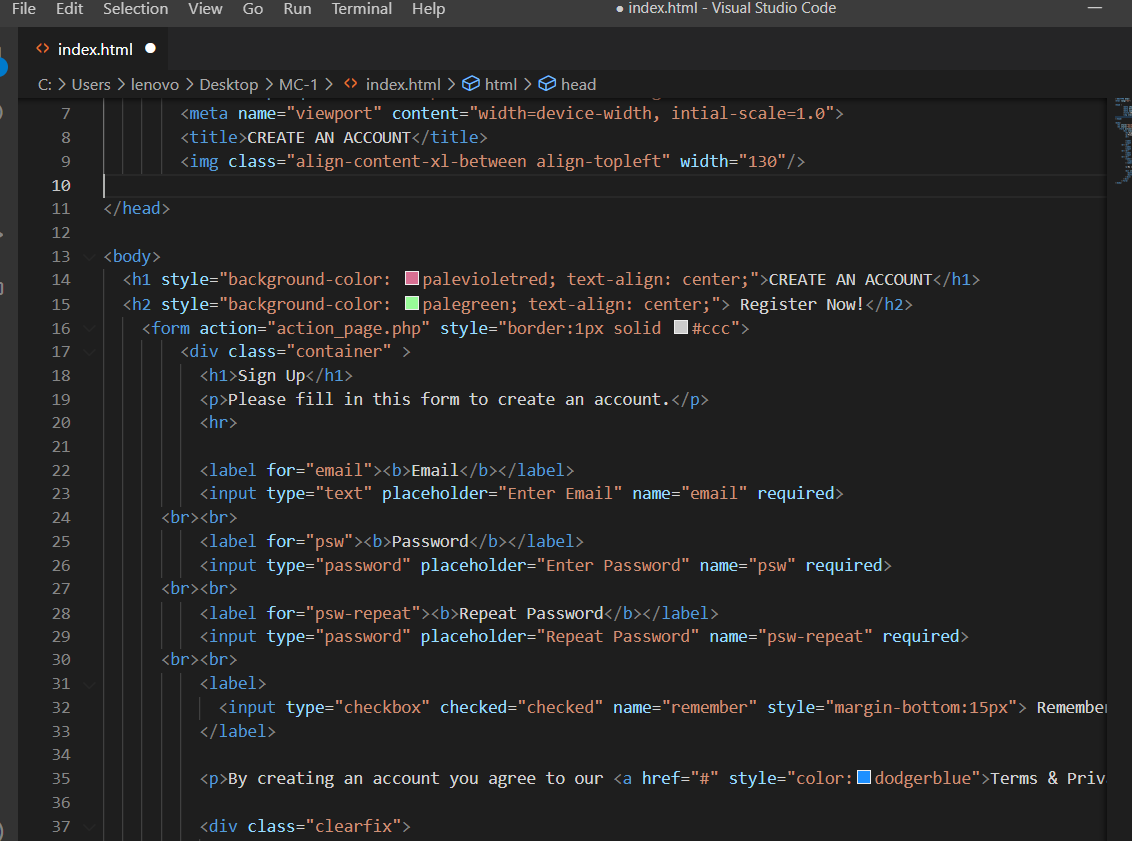 File Edit Selection View Go Run Terminal Help ● index.html - Visual Studio Code
<> index.html ●
C: > Users > lenovo > Desktop > MC-1 > <> index.html > html > head
7 <meta name="viewport" content="width=device-width, intial-scale=1.0">
8 <title>CREATE AN ACCOUNT</title>
9 <img class="align-content-xl-between align-topleft" width="130"/>
10
11 </head>
12
13 <body>
14 <h1 style="background-color: palevioletred; text-align: center;">CREATE AN ACCOUNT</h1>
15 <h2 style="background-color: palegreen; text-align: center;"> Register Now!</h2>
16 <form action="action_page.php" style="border:1px solid #ccc">
17 <div class="container" >
18 <h1>Sign Up</h1>
19 <p>Please fill in this form to create an account.</p>
20 <hr>
21
22 <label for="email"><b>Email</b></label>
23 <input type="text" placeholder="Enter Email" name="email" required>
24 <br><br>
25 <label for="psw"><b>Password</b></label>
26 <input type="password" placeholder="Enter Password" name="psw" required>
27 <br><br>
28 <label for="psw-repeat"><b>Repeat Password</b></label>
29 <input type="password" placeholder="Repeat Password" name="psw-repeat" required>
30 <br><br>
31 <label>
32 <input type="checkbox" checked="checked" name="remember" style="margin-bottom:15px"> Remember
33 </label>
34
35 <p>By creating an account you agree to our <a href="#" style="color:dodgerblue">Terms & Priv
36
37 <div class="clearfix">